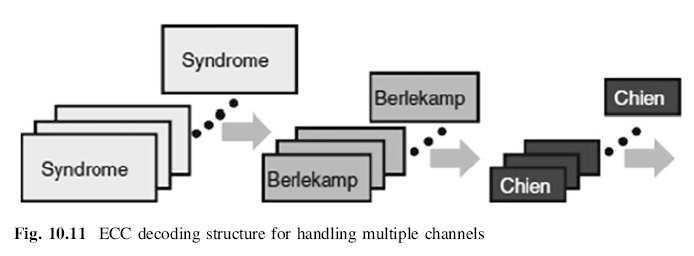 Syndrome
Syndrome
Berlekamp
Berlekamp
Chien
Chien
Fig. 10.11 ECC decoding structure for handling multiple channels